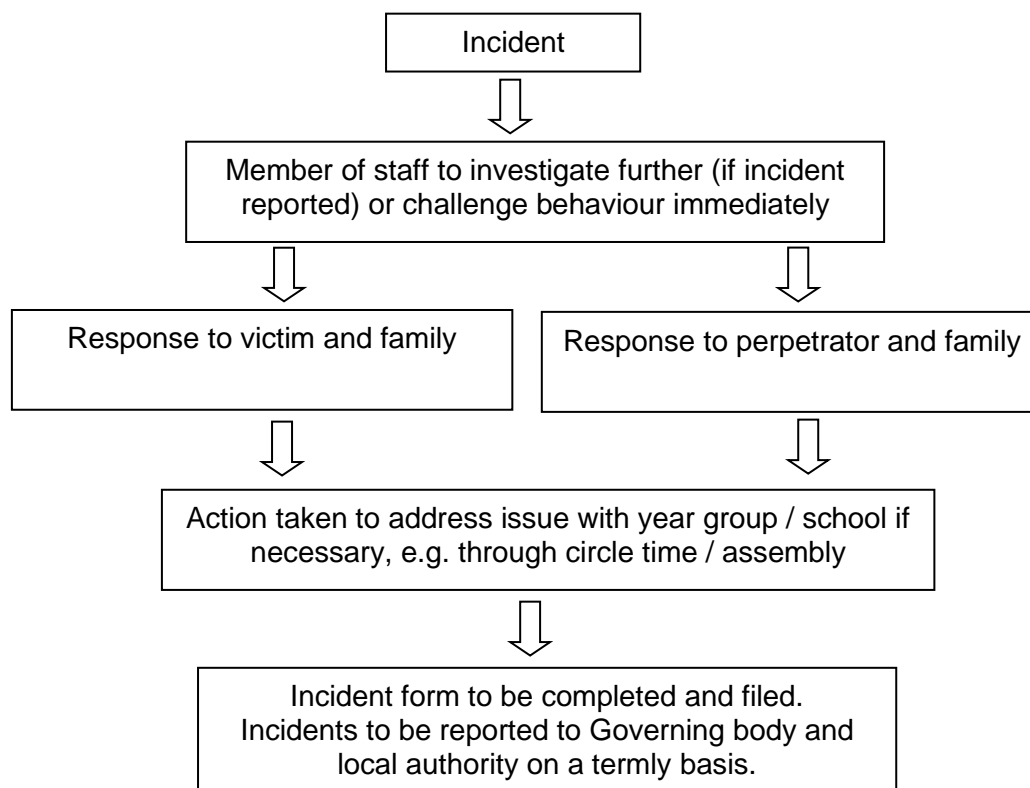 Incident
Member of staff to investigate further (if incident
reported) or challenge behaviour immediately
Response to victim and family
Response to perpetrator and family
Action taken to address issue with year group / school if
necessary, e.g. through circle time / assembly
Incident form to be completed and filed.
Incidents to be reported to Governing body and
local authority on a termly basis.